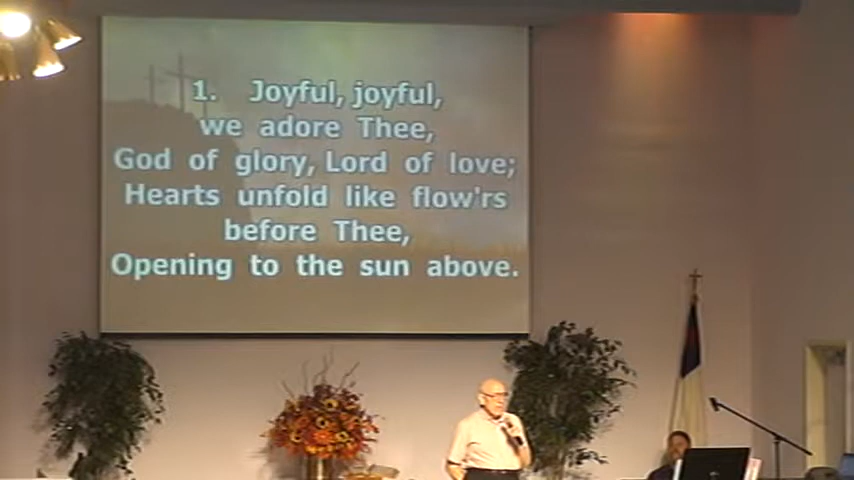 1. Joyful, joyful,
we adore Thee,
God of glory, Lord of love;
Hearts unfold like flow'rs
before Thee,
Opening to the sun above.